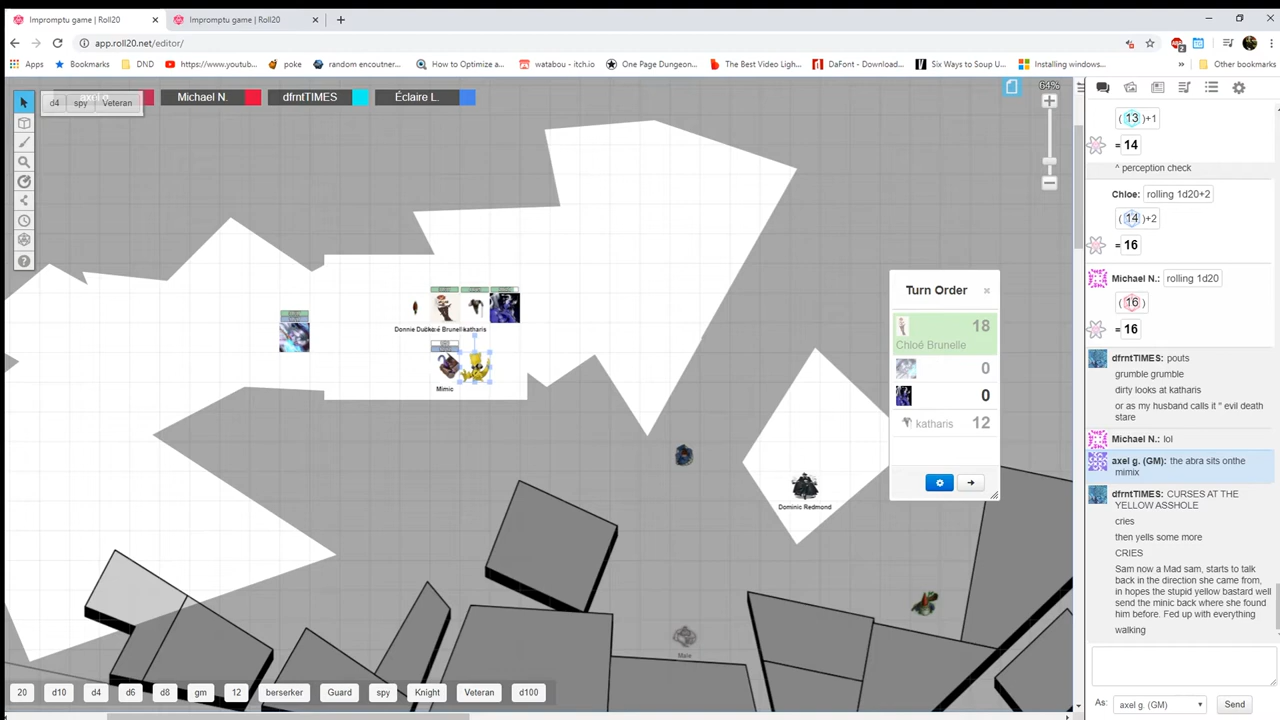 Impromptu game | Roll20
Impromptu game | Roll20
app.roll20.net/editor/
Apps
Bookmarks
DND
https://www.youtub...
poke
random encoutner...
How to Optimize a...
watabou - itch.io
One Page Dungeon...
The Best Video Ligh...
DaFont - Download...
Six Ways to Soup U...
Installing windows...
»
Other bookmarks
d4 spy Veteran
Michael N.
dfrntTIMES
Éclaire L.
64%
Mimic
Dominic Redmond
Male
Turn Order
18
Chloé Brunelle
0
0
katharis 12
(13)+1
= 14
^ perception check
Chloe: rolling 1d20+2
(14)+2
= 16
Michael N.: rolling 1d20
(16)
= 16
dfrntTIMES: pouts
grumble grumble
dirty looks at katharis
or as my husband calls it " evil death
stare
Michael N.: lol
axel g. (GM): the abra sits onthe
mimix
dfrntTIMES: CURSES AT THE
YELLOW ASSHOLE
cries
then yells some more
CRIES
Sam now a Mad sam, starts to talk
back in the direction she came from,
in hopes the stupid yellow bastard well
send the minic back where she found
him before. Fed up with everything
walking
20 d10 d4 d6 d8 gm 12 berserker Guard spy Knight Veteran d100
As: axel g. (GM) Send